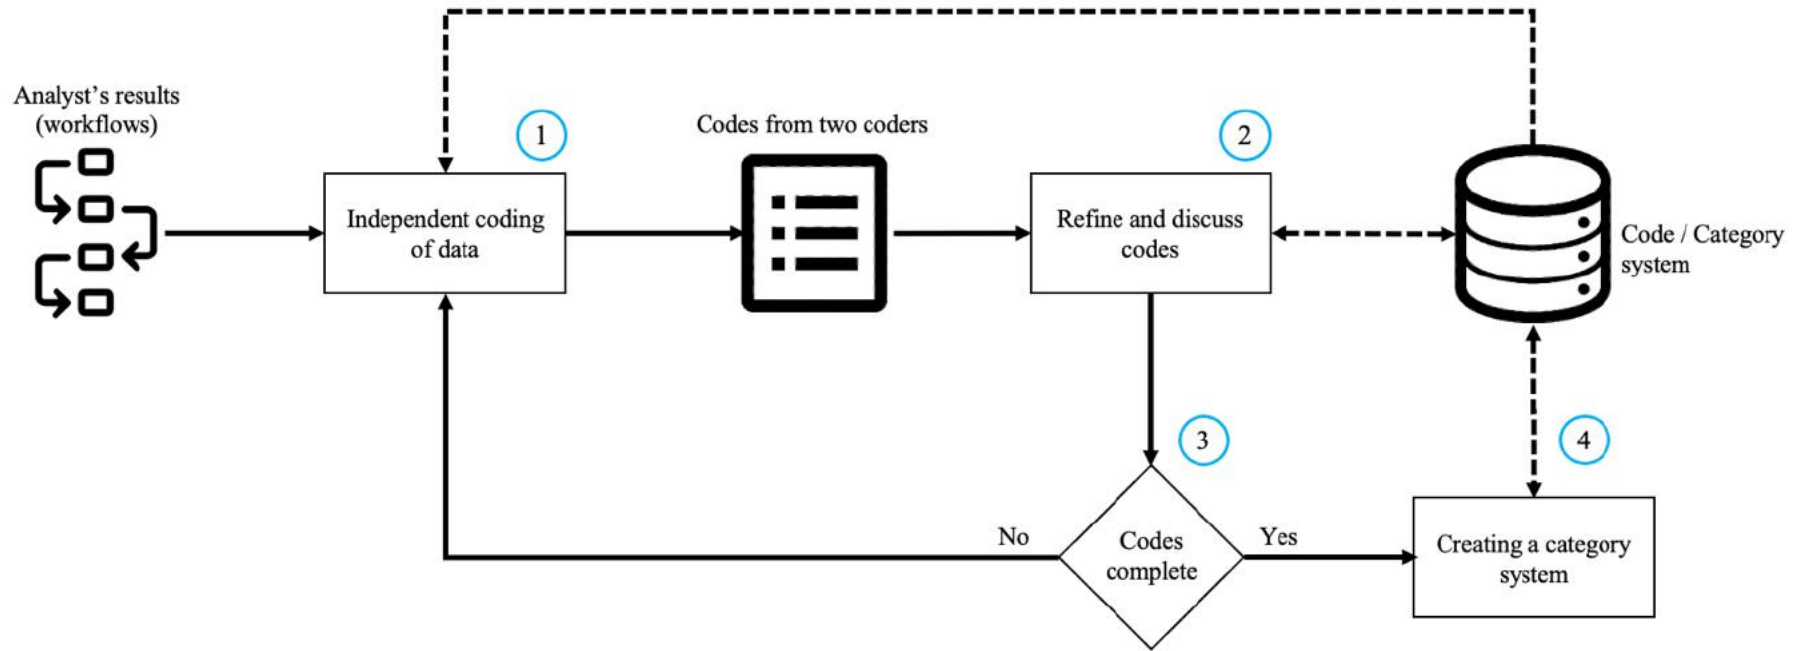 Analyst’s results
(workflows)
1
Independent coding
of data
Codes from two coders
2
Refine and discuss
codes
Code / Category
system
3
Codes
complete
No
Yes
4
Creating a category
system